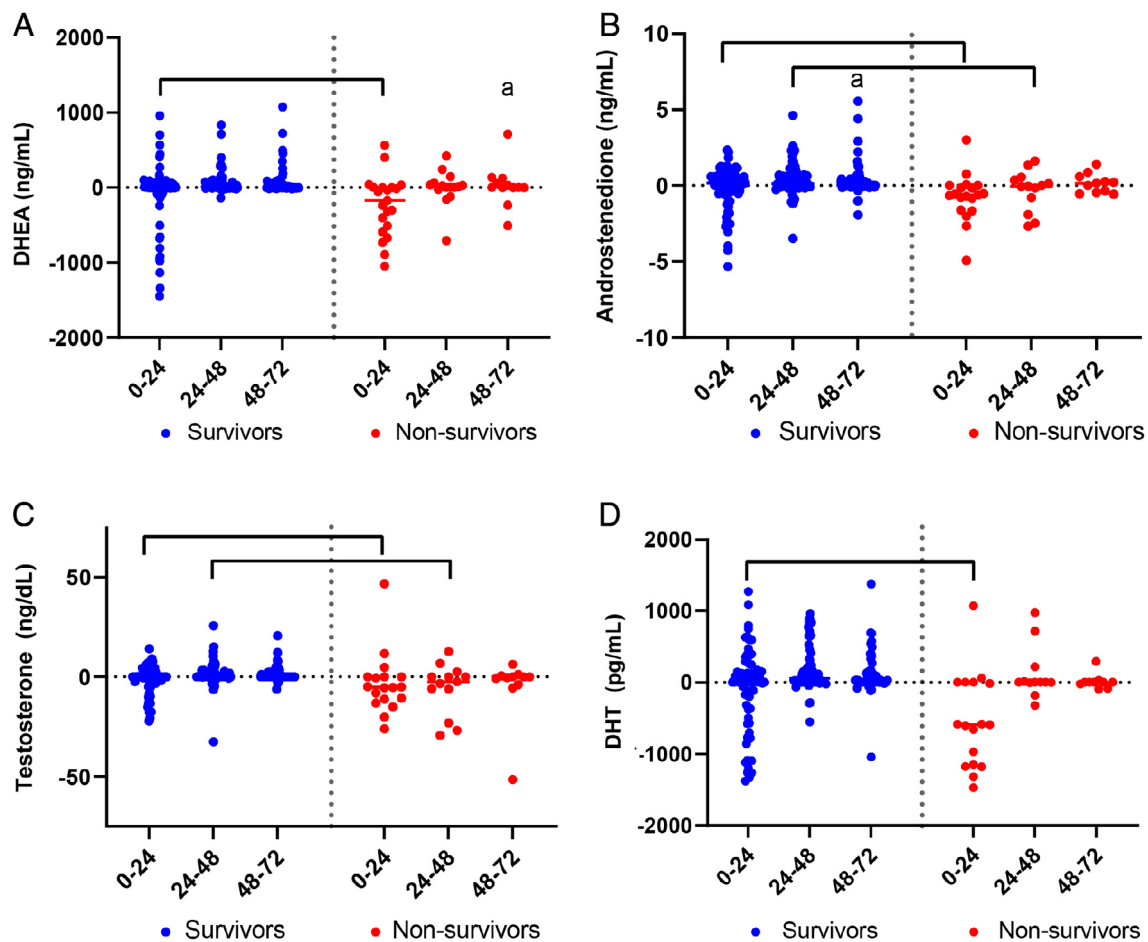 A
DHEA (ng/mL)
2000
1000
0
-1000
-2000
a
0-24
24-48
48-72
0-24
24-48
48-72
Survivors
Non-survivors
B
Androstenedione (ng/mL)
10
5
0
-5
-10
a
0-24
24-48
48-72
0-24
24-48
48-72
Survivors
Non-survivors
C
Testosterone (ng/dL)
50
0
-50
0-24
24-48
48-72
0-24
24-48
48-72
Survivors
Non-survivors
D
DHT (pg/mL)
2000
1000
0
-1000
-2000
0-24
24-48
48-72
0-24
24-48
48-72
Survivors
Non-survivors